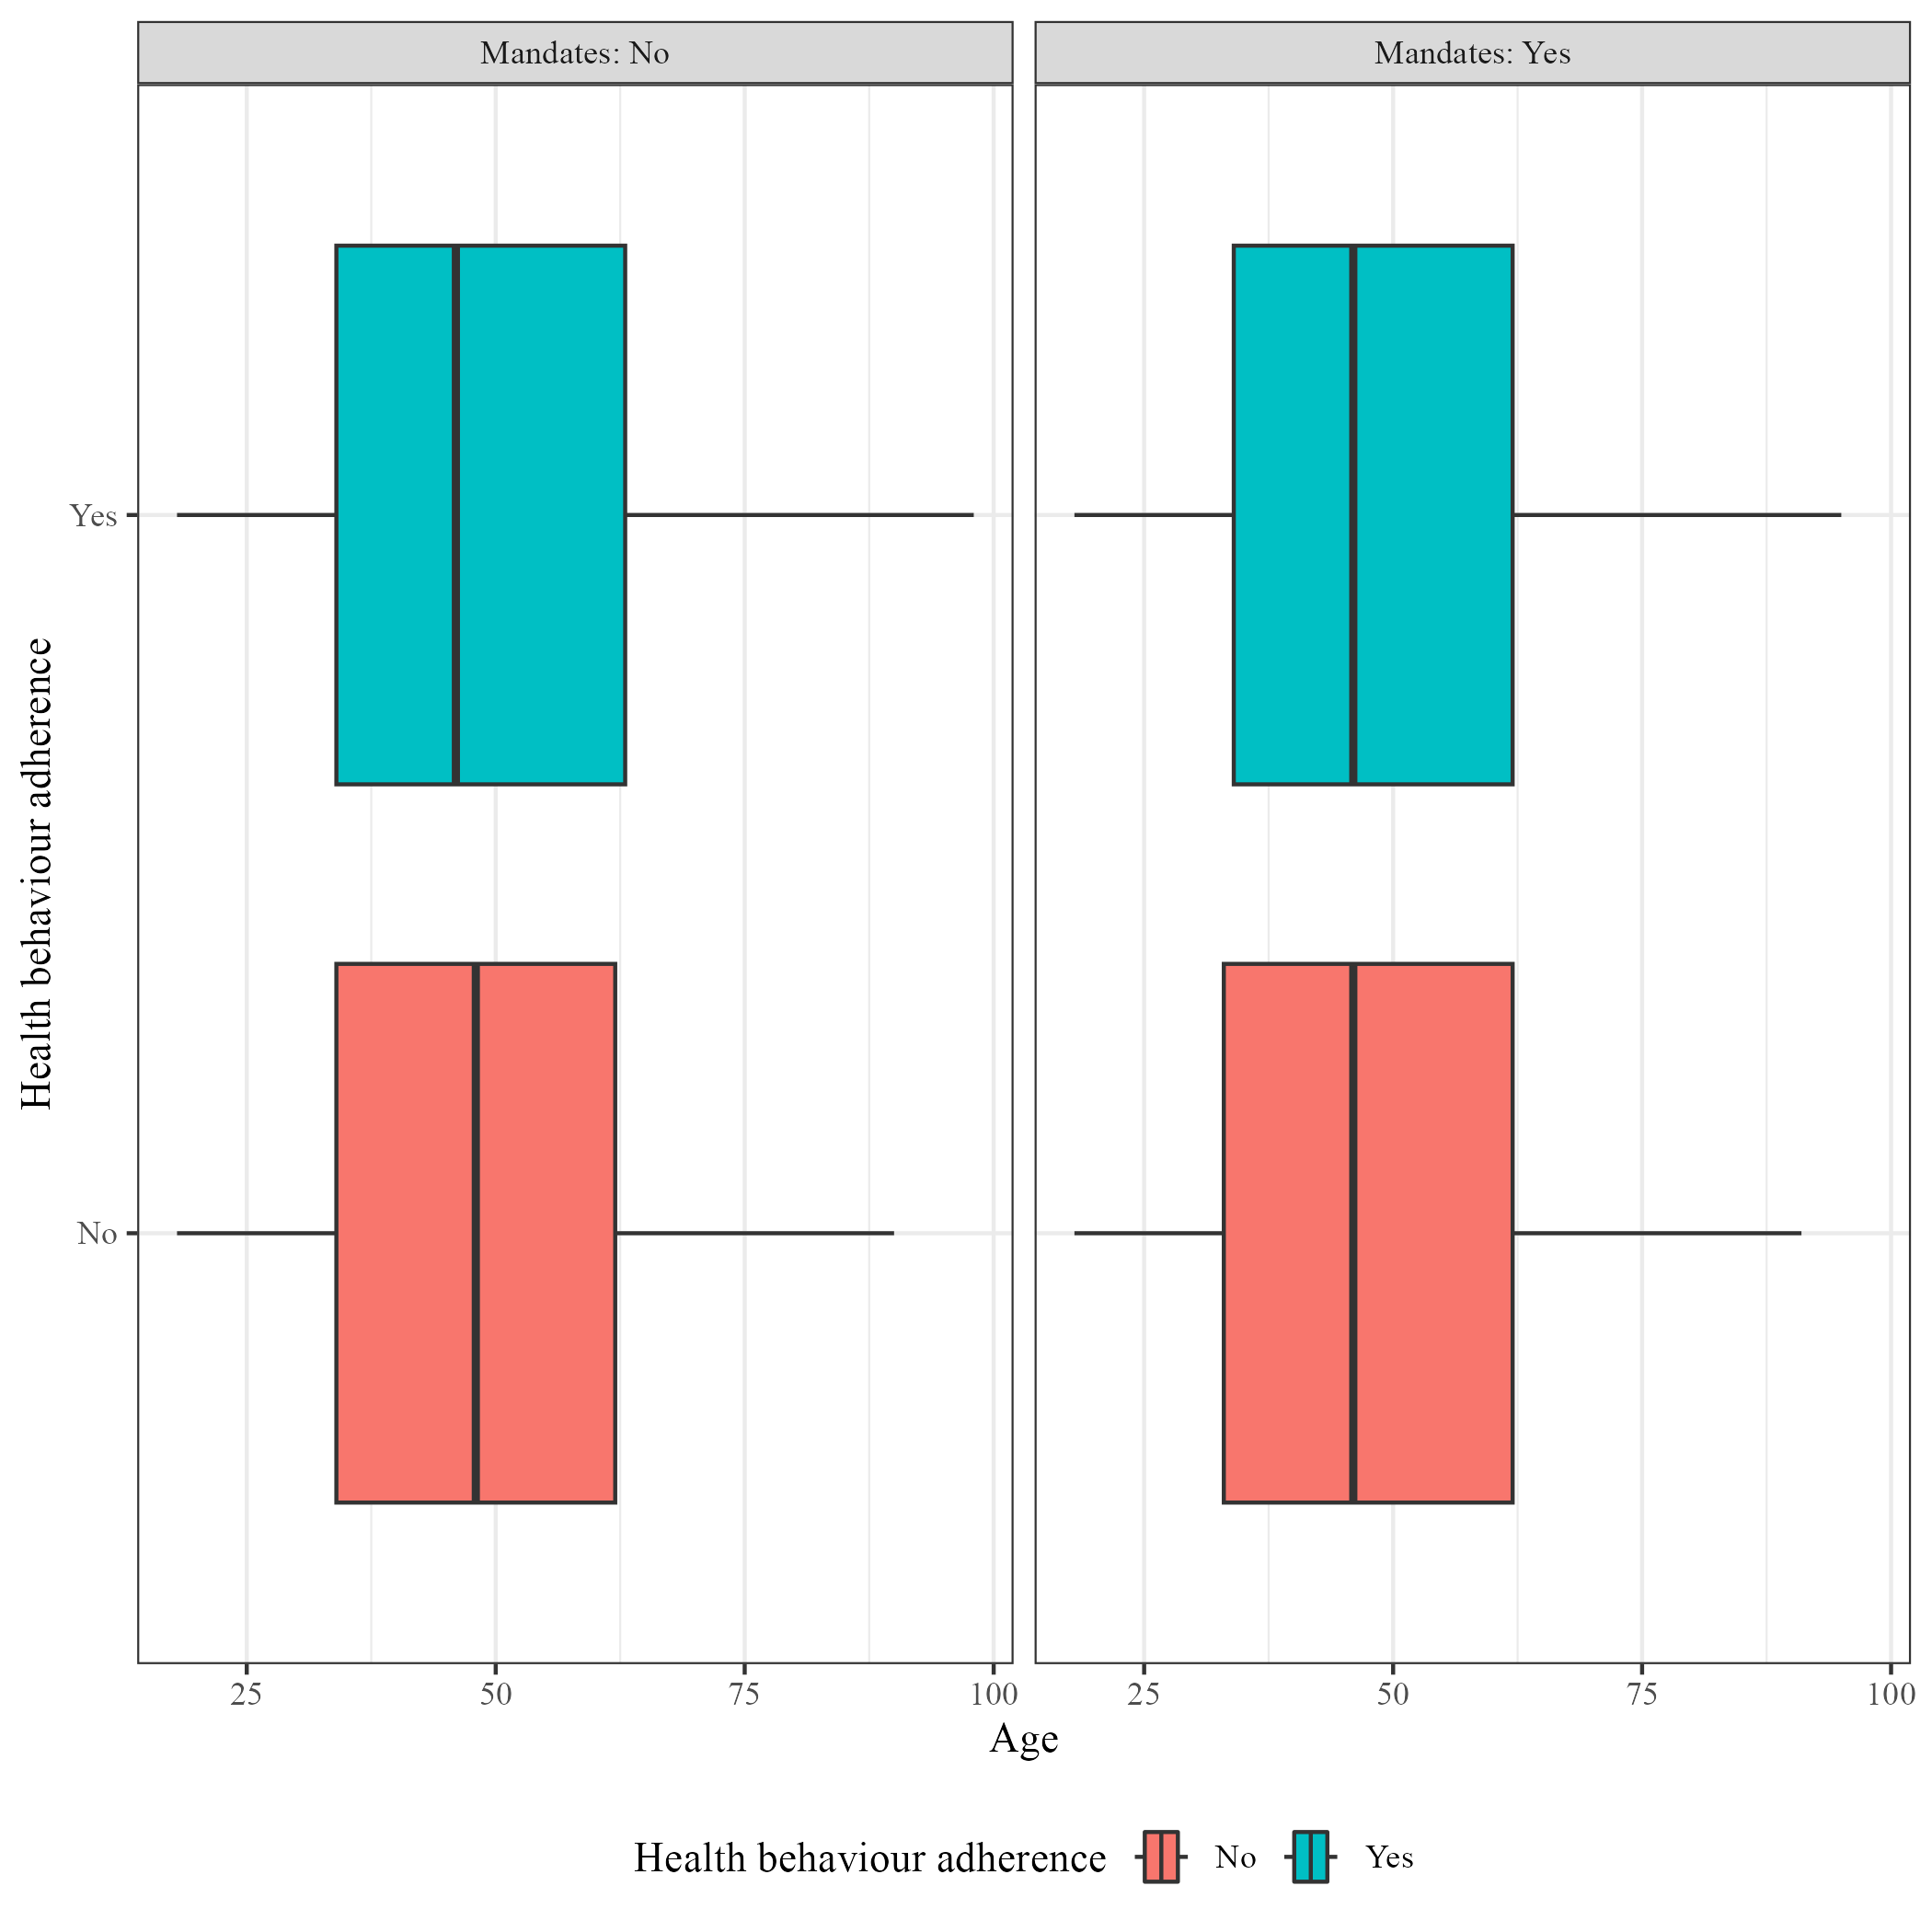 Mandates: No
Mandates: Yes
Health behaviour adherence
Yes
No
25 50 75 100 25 50 75 100
Age
Health behaviour adherence No Yes